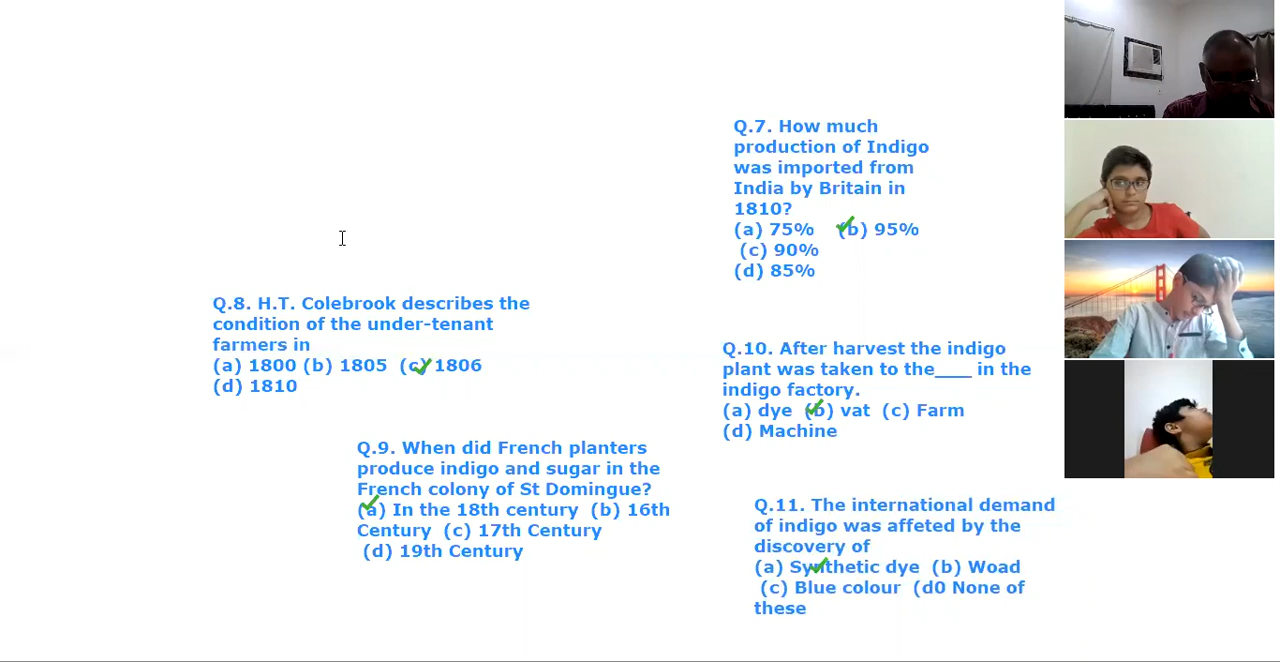 Q.7. How much
production of Indigo
was imported from
India by Britain in
1810?
(a) 75% (b) 95%
(c) 90%
(d) 85%
Q.8. H.T. Colebrook describes the
condition of the under-tenant
farmers in
(a) 1800 (b) 1805 (c) 1806
(d) 1810
Q.10. After harvest the indigo
plant was taken to the___ in the
indigo factory.
(a) dye (b) vat (c) Farm
(d) Machine
Q.9. When did French planters
produce indigo and sugar in the
French colony of St Domingue?
(a) In the 18th century (b) 16th
Century (c) 17th Century
(d) 19th Century
Q.11. The international demand
of indigo was affeted by the
discovery of
(a) Synthetic dye (b) Woad
(c) Blue colour (d0 None of
these